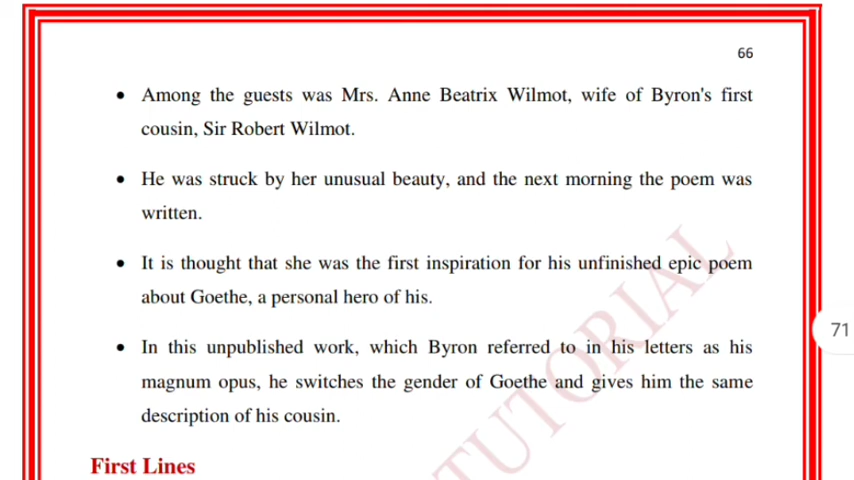 66
• Among the guests was Mrs. Anne Beatrix Wilmot, wife of Byron's first
cousin, Sir Robert Wilmot.
• He was struck by her unusual beauty, and the next morning the poem was
written.
• It is thought that she was the first inspiration for his unfinished epic poem
about Goethe, a personal hero of his.
• In this unpublished work, which Byron referred to in his letters as his
magnum opus, he switches the gender of Goethe and gives him the same
description of his cousin.
First Lines
TUTORIAL
71